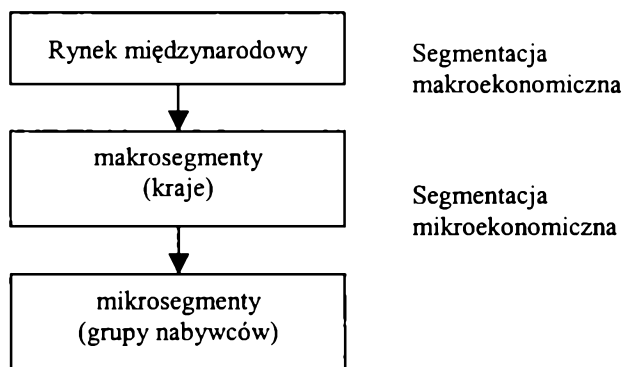 Rynek międzynarodowy
Segmentacja
makroekonomiczna
makrosegmenty
(kraje)
Segmentacja
mikroekonomiczna
mikrosegmenty
(grupy nabywców)